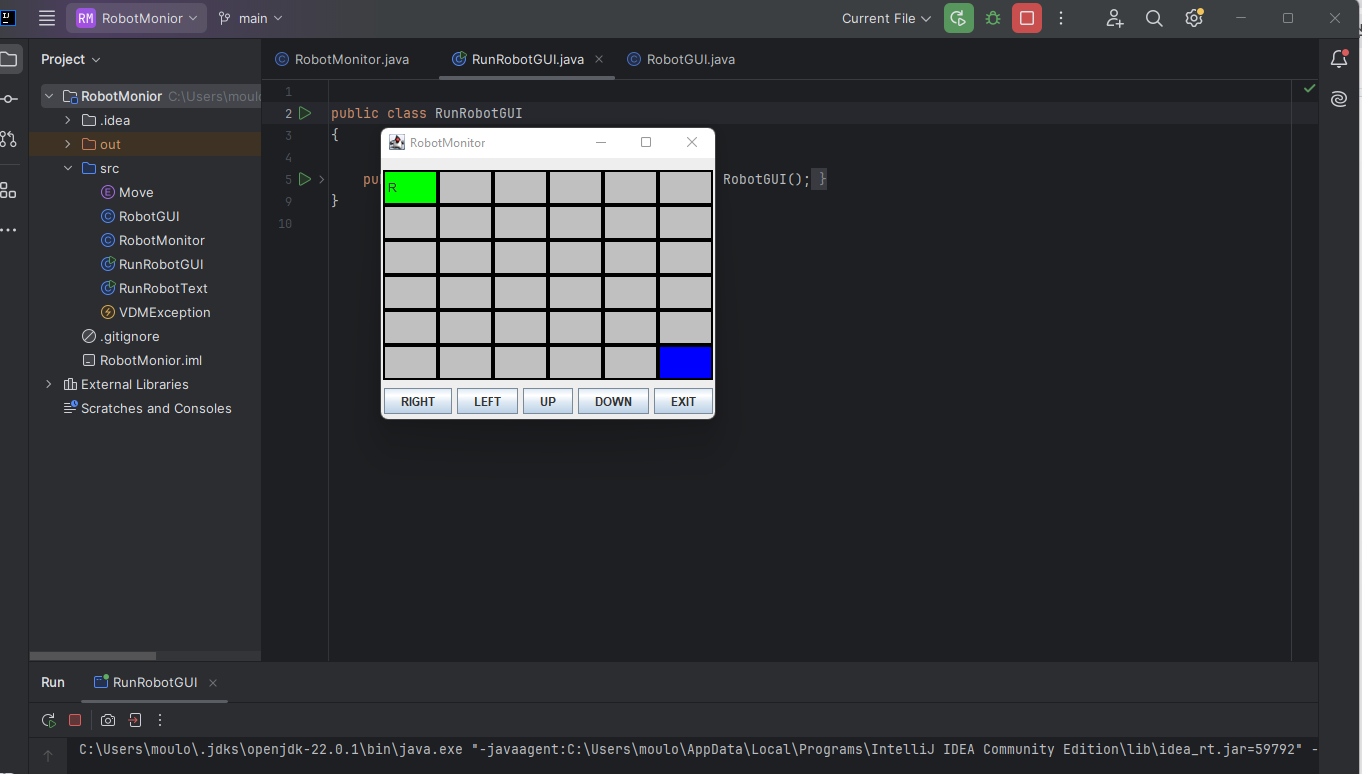 RM RobotMonior main Current File
Project RobotMonitor.java RunRobotGUI.java RobotGUI.java
RobotMonior C:\Users\moulo
.idea
out
src
Move
RobotGUI
RobotMonitor
RunRobotGUI
RunRobotText
VDMException
.gitignore
RobotMonior.iml
External Libraries
Scratches and Consoles
1
2 public class RunRobotGUI
3 {
4
5 pu RobotGUI(); }
9 }
10
RobotMonitor
R
RIGHT LEFT UP DOWN EXIT
Run RunRobotGUI
C:\Users\moulo\.jdks\openjdk-22.0.1\bin\java.exe "-javaagent:C:\Users\moulo\AppData\Local\Programs\IntelliJ IDEA Community Edition\lib\idea_rt.jar=59792" -